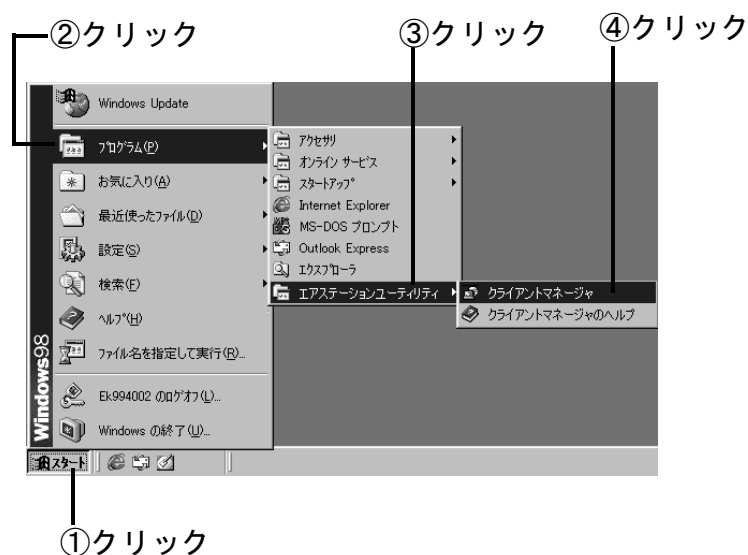 ②クリック
③クリック
④クリック
Windows Update
プログラム(P)
お気に入り(A)
最近使ったファイル(D)
設定(S)
検索(F)
ヘルプ(H)
ファイル名を指定して実行(R)...
Ek994002 のログオフ(L)...
Windows の終了(U)...
Windows98
アクセサリ
オンライン サービス
スタートアップ
Internet Explorer
MS-DOS プロンプト
Outlook Express
エクスプローラ
エアステーションユーティリティ
クライアントマネージャ
クライアントマネージャのヘルプ
スタート
①クリック